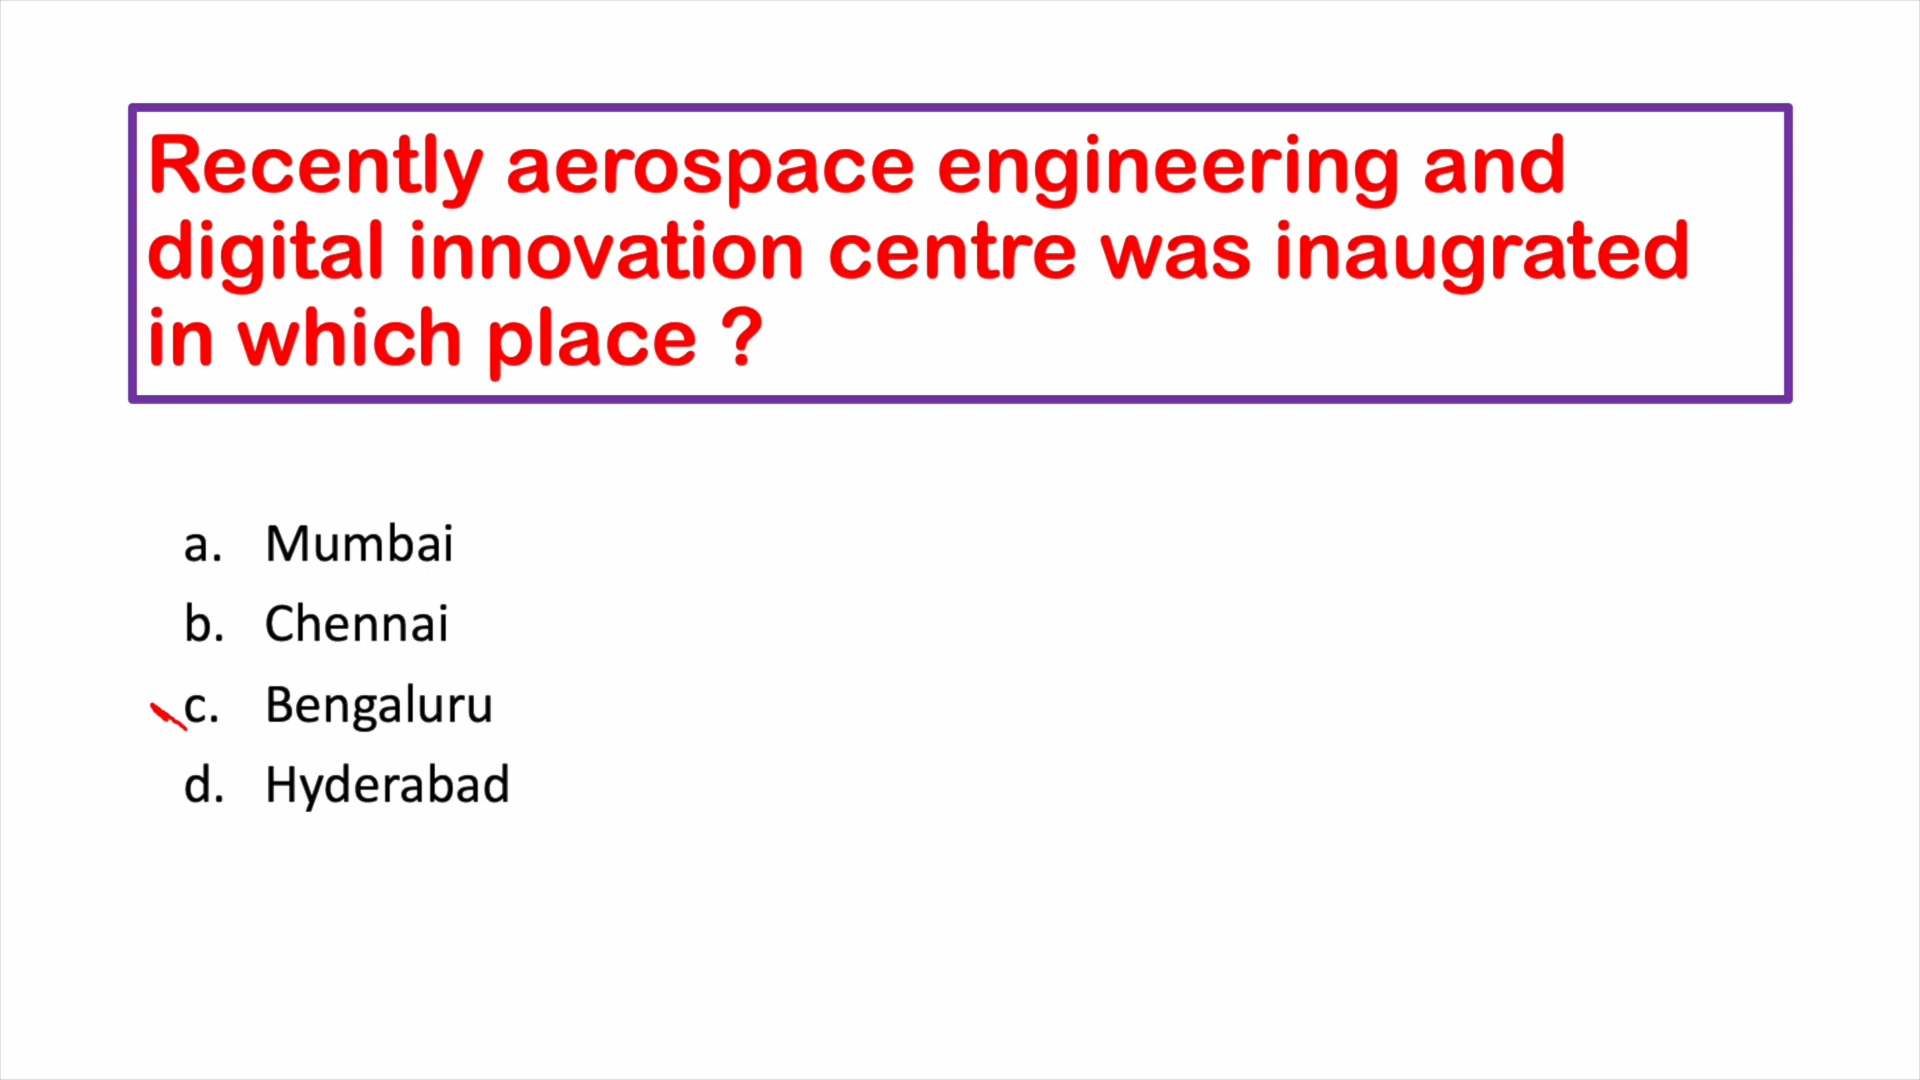 Recently aerospace engineering and
digital innovation centre was inaugrated
in which place ?
a. Mumbai
b. Chennai
c. Bengaluru
d. Hyderabad